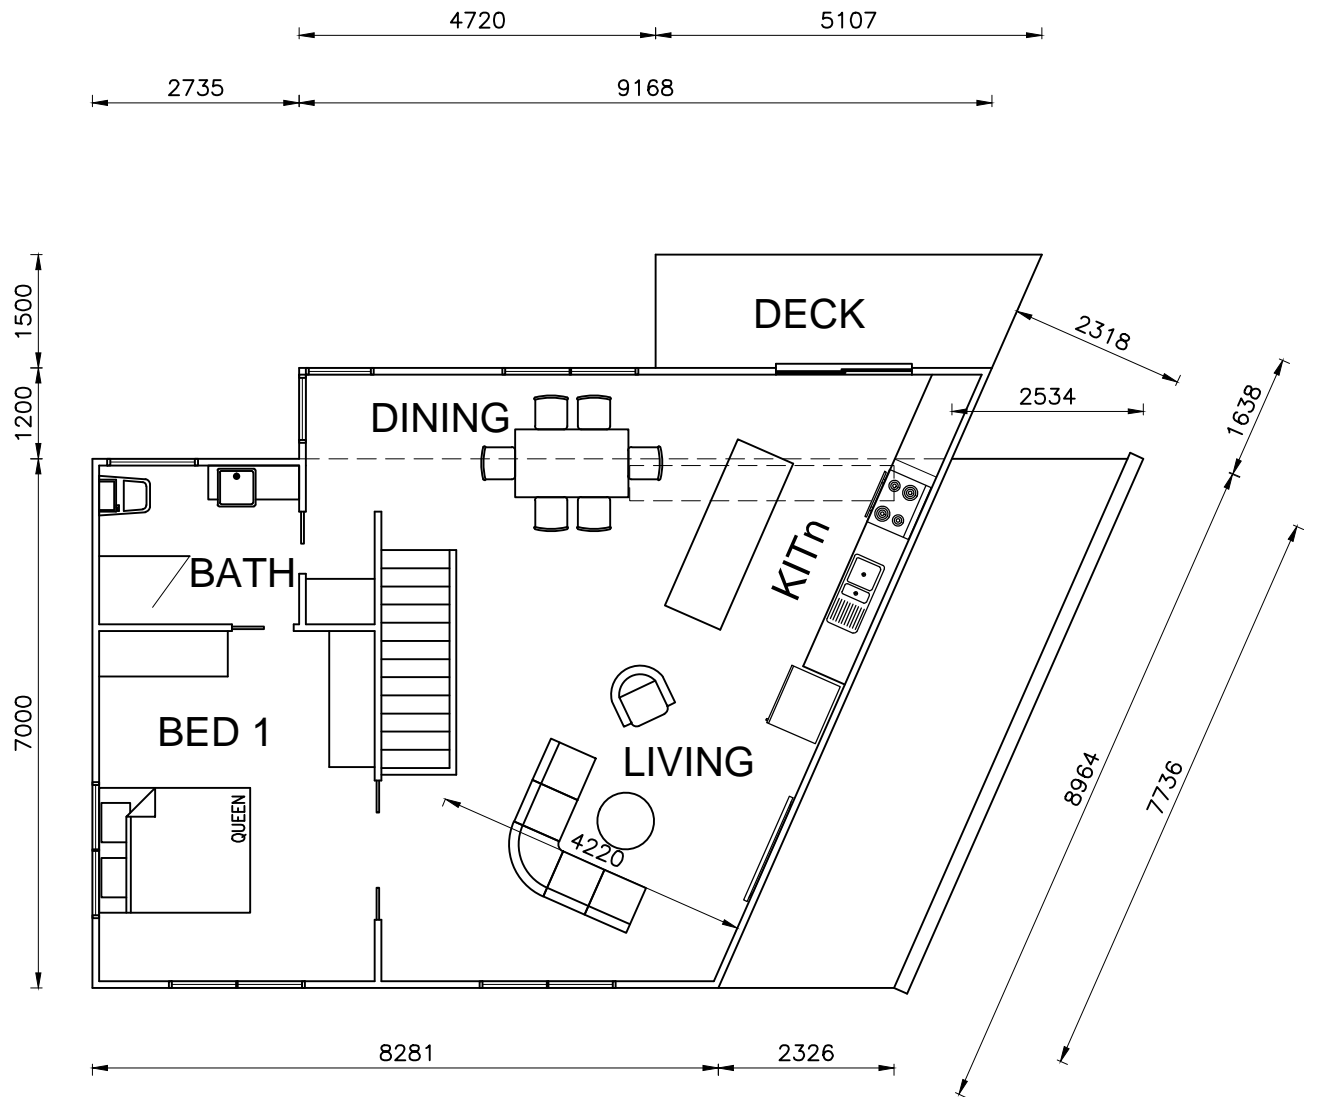 4720
5107
2735
9168
1500
1200
7000
DECK
2318
2534
1638
DINING
KITn
BATH
BED 1
LIVING
QUEEN
4220
8964
7736
8281
2326